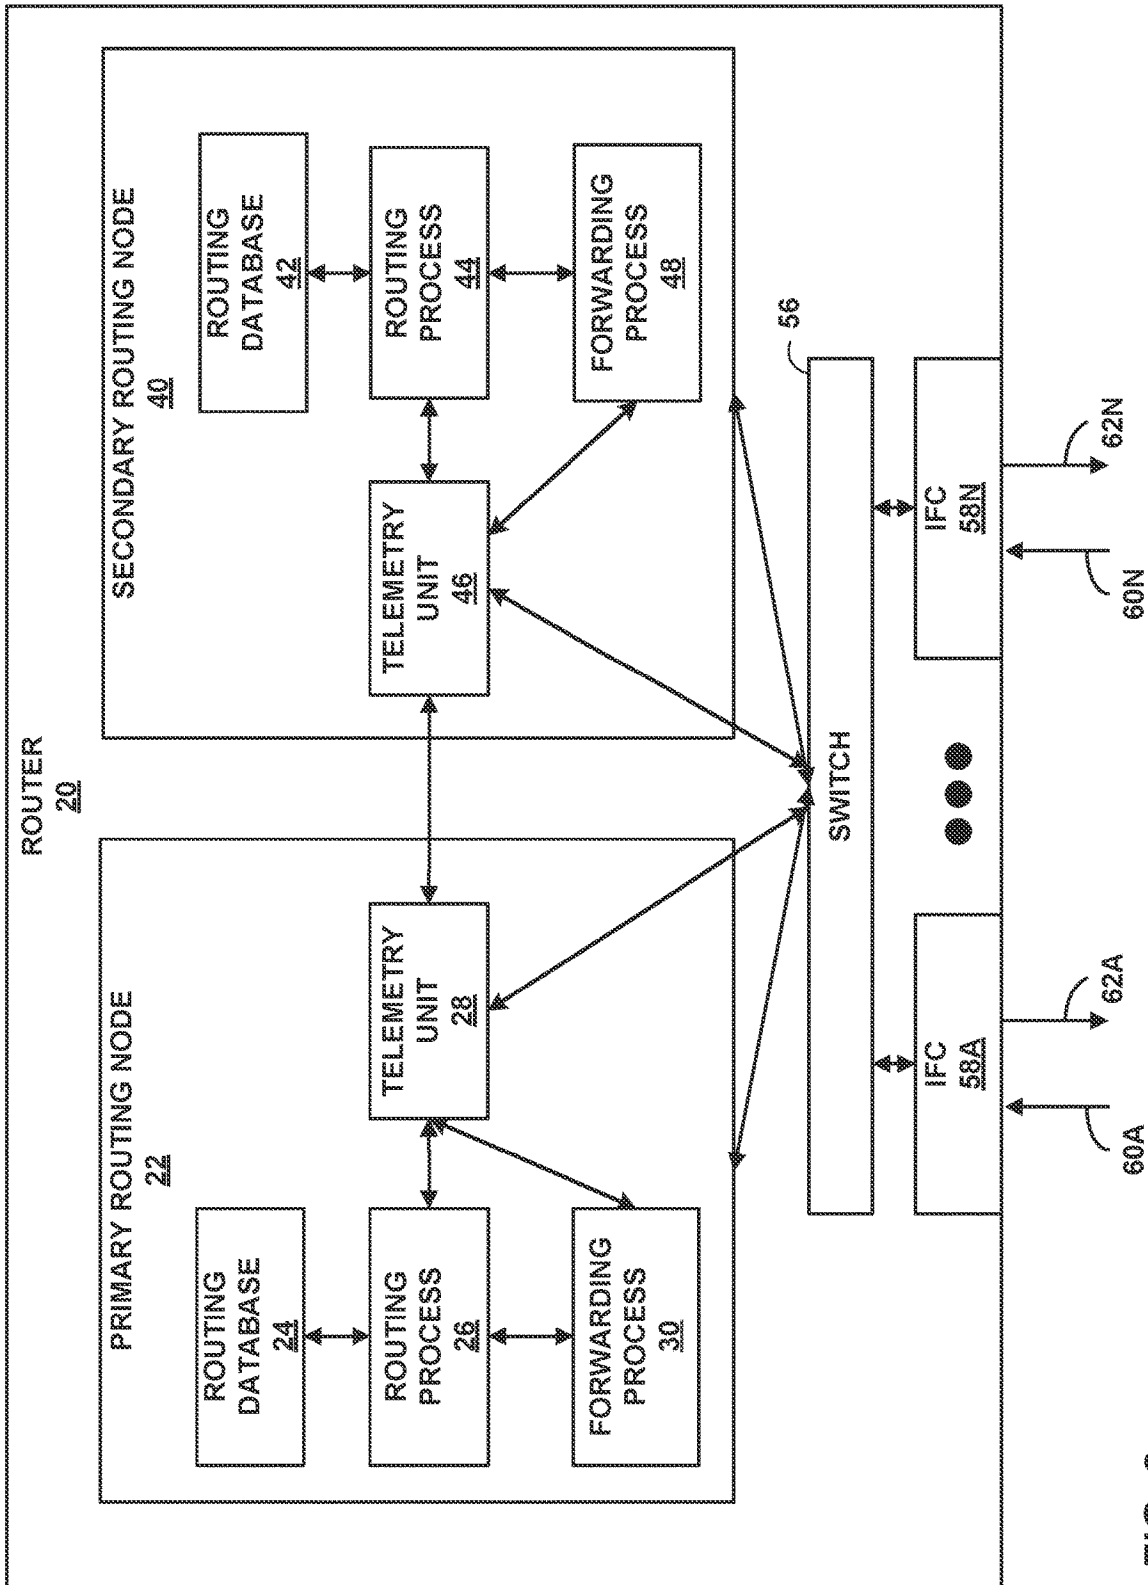 ROUTER
20
PRIMARY ROUTING NODE
22
ROUTING
DATABASE
24
ROUTING
PROCESS
26
FORWARDING
PROCESS
30
TELEMETRY
UNIT
28
SECONDARY ROUTING NODE
40
TELEMETRY
UNIT
46
ROUTING
DATABASE
42
ROUTING
PROCESS
44
FORWARDING
PROCESS
48
SWITCH
56
IFC
58A
IFC
58N
60A
62A
60N
62N